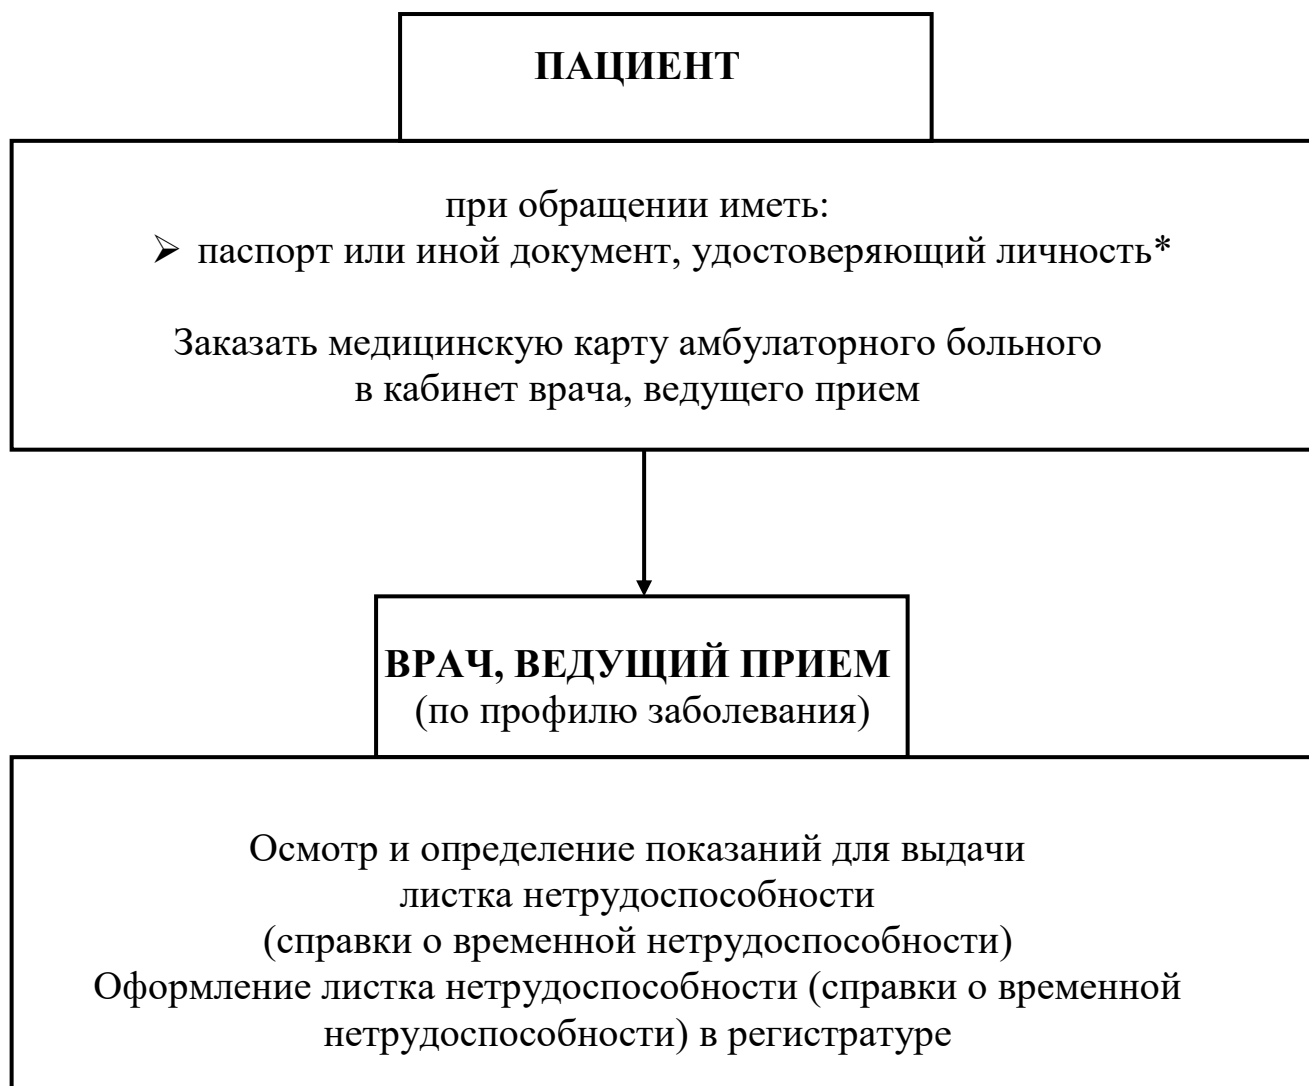 ПАЦИЕНТ
при обращении иметь:
➢ паспорт или иной документ, удостоверяющий личность*
Заказать медицинскую карту амбулаторного больного
в кабинет врача, ведущего прием
ВРАЧ, ВЕДУЩИЙ ПРИЕМ
(по профилю заболевания)
Осмотр и определение показаний для выдачи
листка нетрудоспособности
(справки о временной нетрудоспособности)
Оформление листка нетрудоспособности (справки о временной
нетрудоспособности) в регистратуре